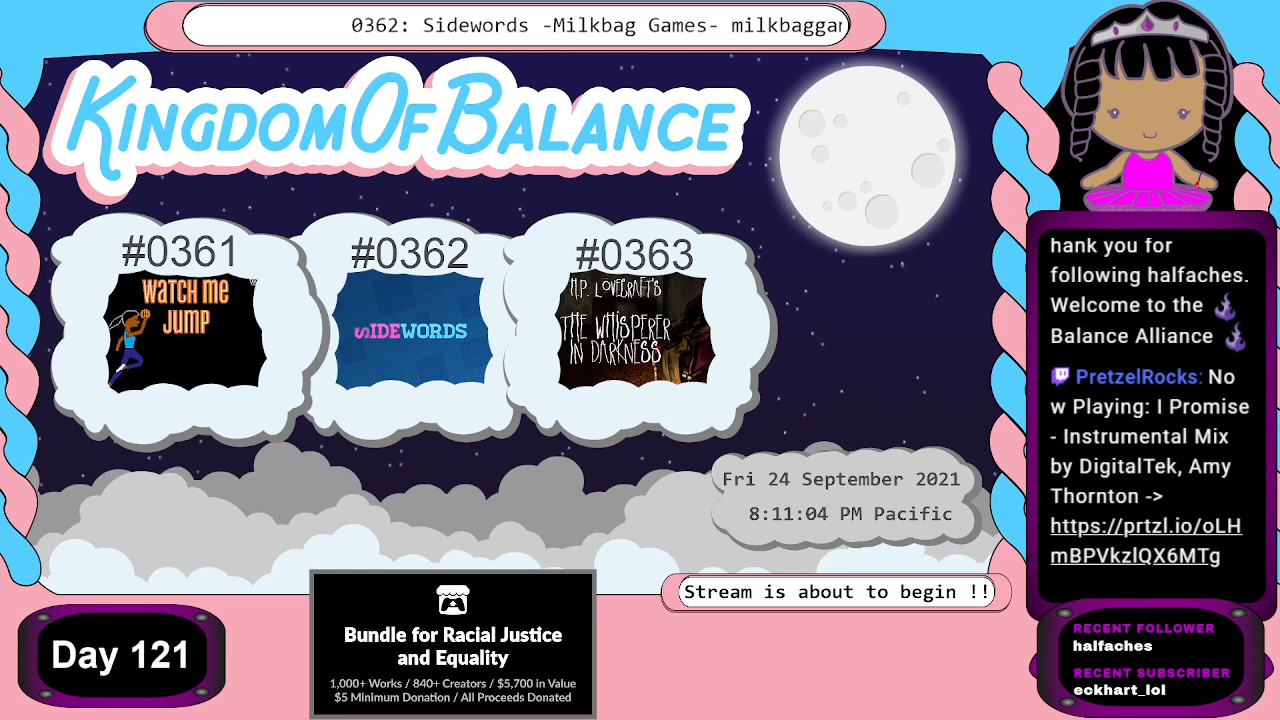 0362: Sidewords -Milkbag Games- milkbaggar
KINGDOMOFBALANCE
#0361
#0362
#0363
WATCH ME
JUMP
SIDEWORDS
H.P. LOVECRAFT'S
THE WHISPERER
IN DARKNESS
Fri 24 September 2021
8:11:04 PM Pacific
Stream is about to begin !!
Day 121
Bundle for Racial Justice
and Equality
1,000+ Works / 840+ Creators / $5,700 in Value
$5 Minimum Donation / All Proceeds Donated
hank you for
following halfaches.
Welcome to the
Balance Alliance
PretzelRocks: No
w Playing: I Promise
- Instrumental Mix
by DigitalTek, Amy
Thornton ->
https://prtzl.io/oLH
mBPVkzlQX6MTg
RECENT FOLLOWER
halfaches
RECENT SUBSCRIBER
eckhart_lol